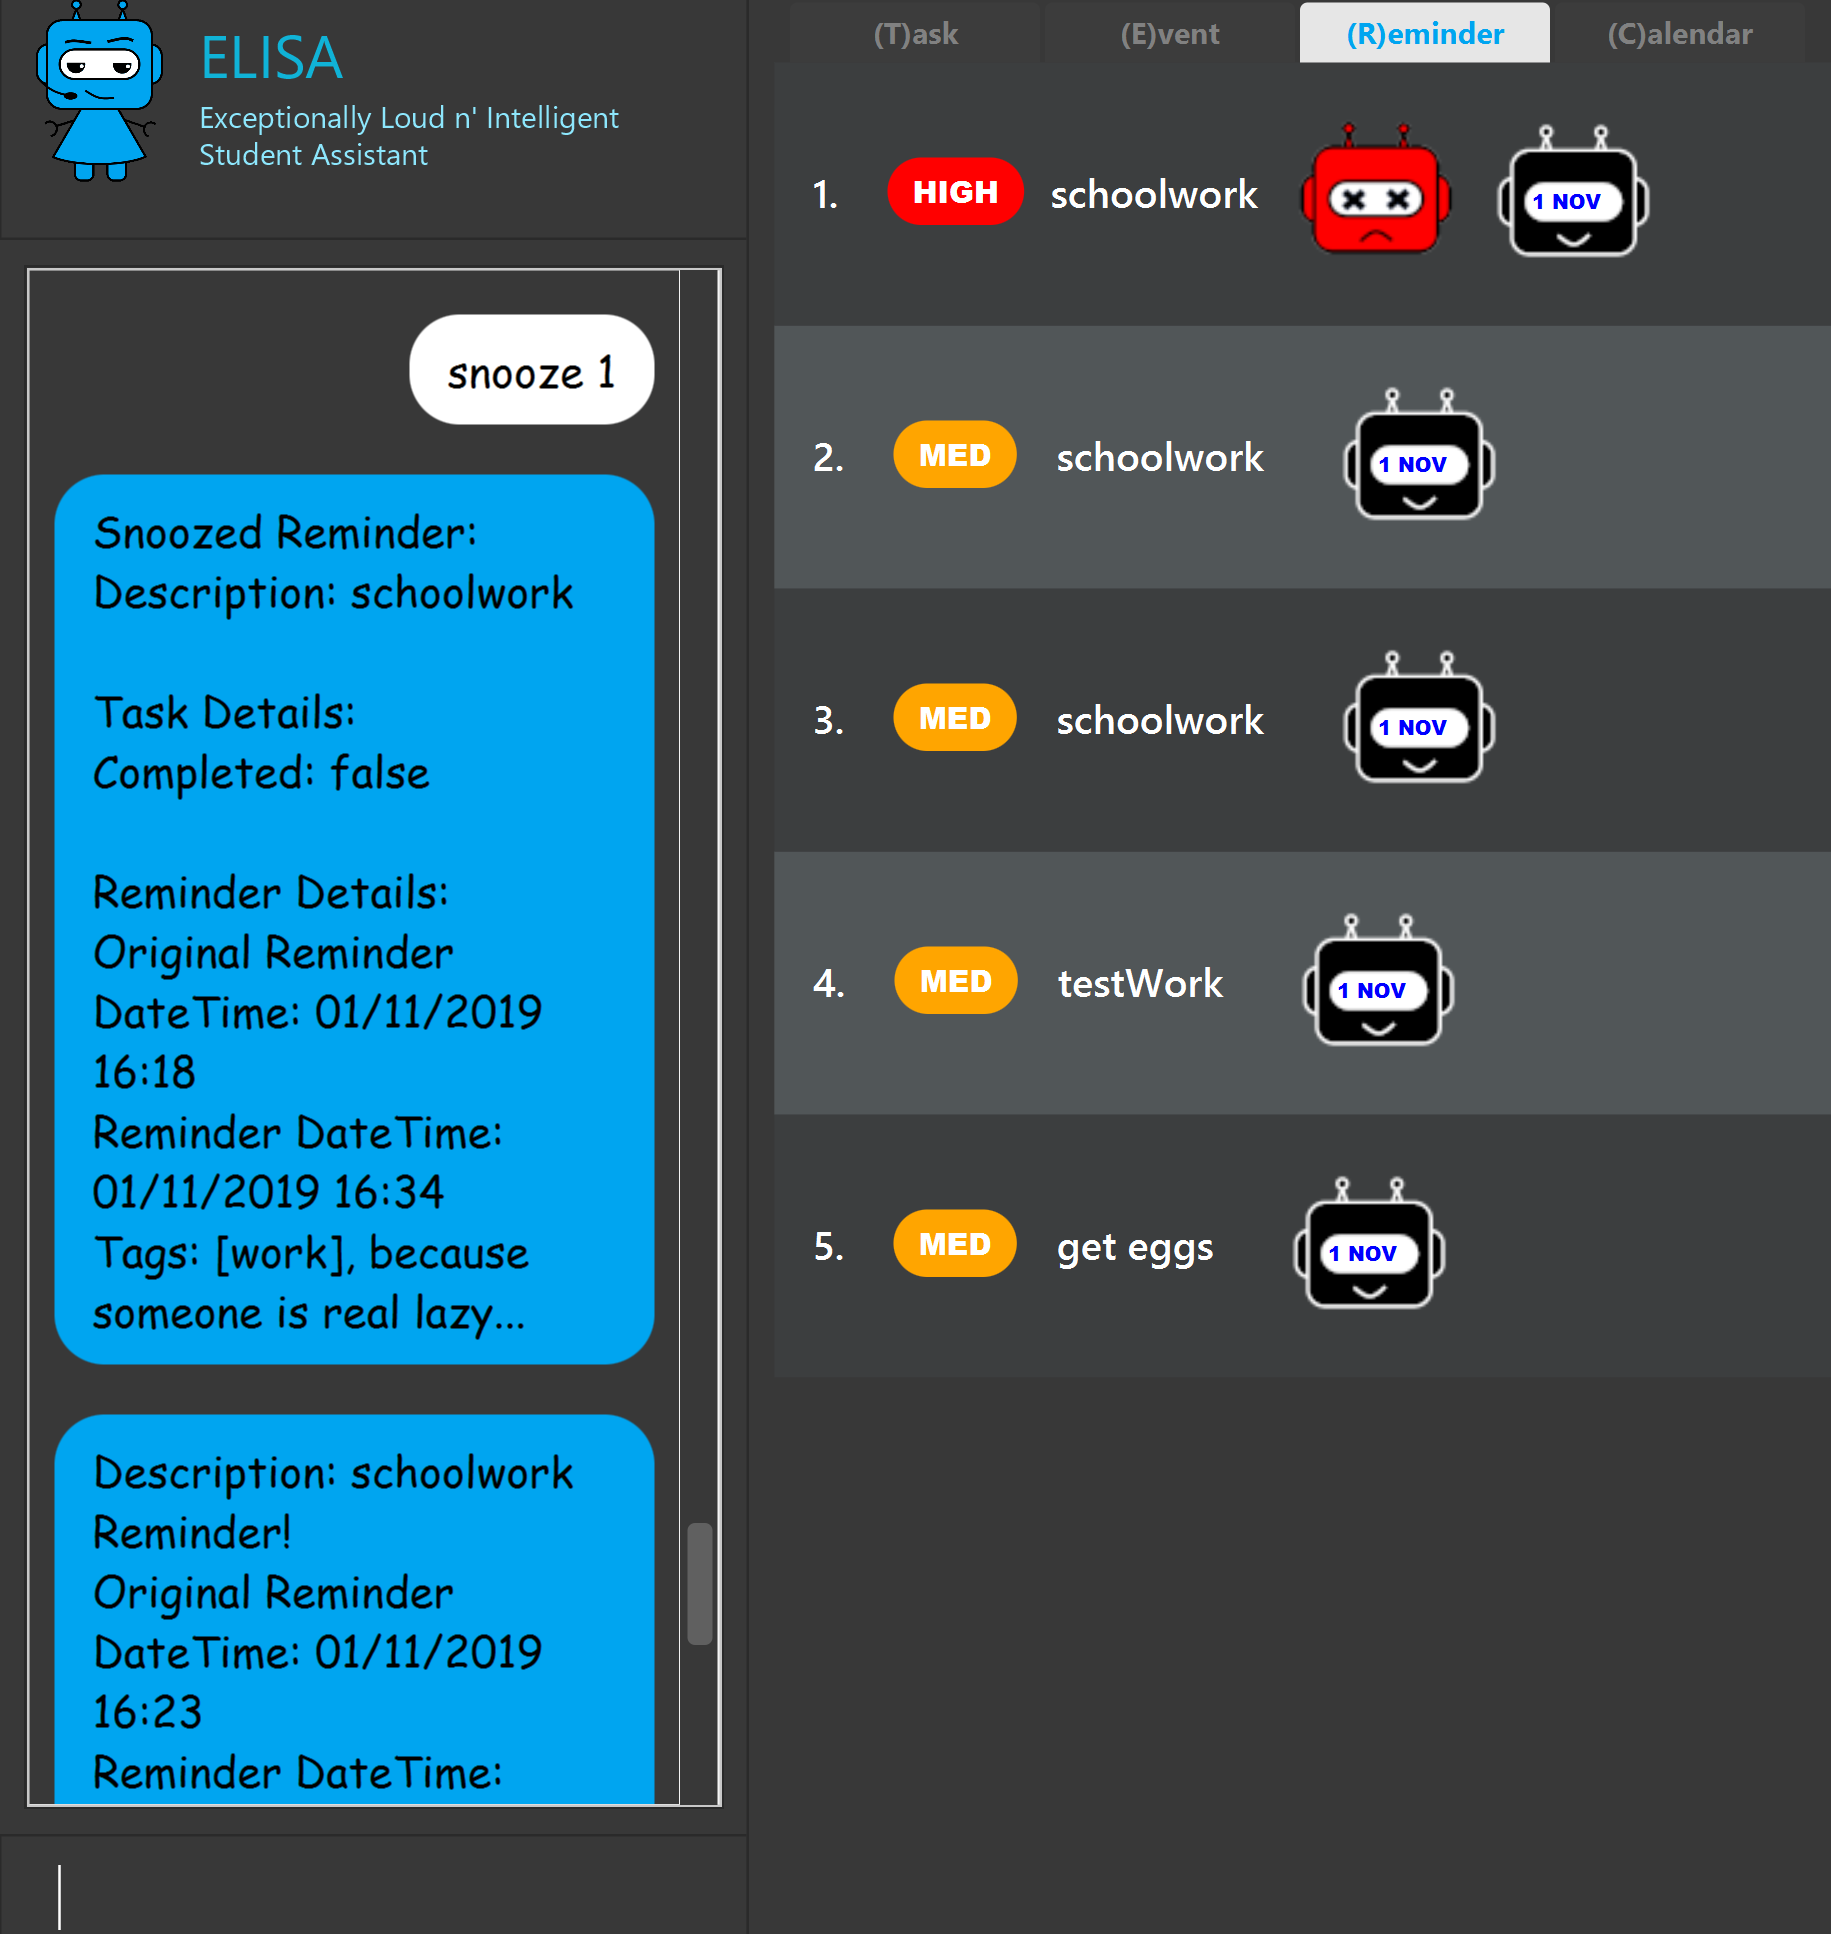 ELISA
Exceptionally Loud n' Intelligent
Student Assistant
snooze 1
Snoozed Reminder:
Description: schoolwork
Task Details:
Completed: false
Reminder Details:
Original Reminder
DateTime: 01/11/2019
16:18
Reminder DateTime:
01/11/2019 16:34
Tags: [work], because
someone is real lazy...
Description: schoolwork
Reminder!
Original Reminder
DateTime: 01/11/2019
16:23
Reminder DateTime:
(T)ask (E)vent (R)eminder (C)alendar
1. HIGH schoolwork 1 NOV
2. MED schoolwork 1 NOV
3. MED schoolwork 1 NOV
4. MED testWork 1 NOV
5. MED get eggs 1 NOV